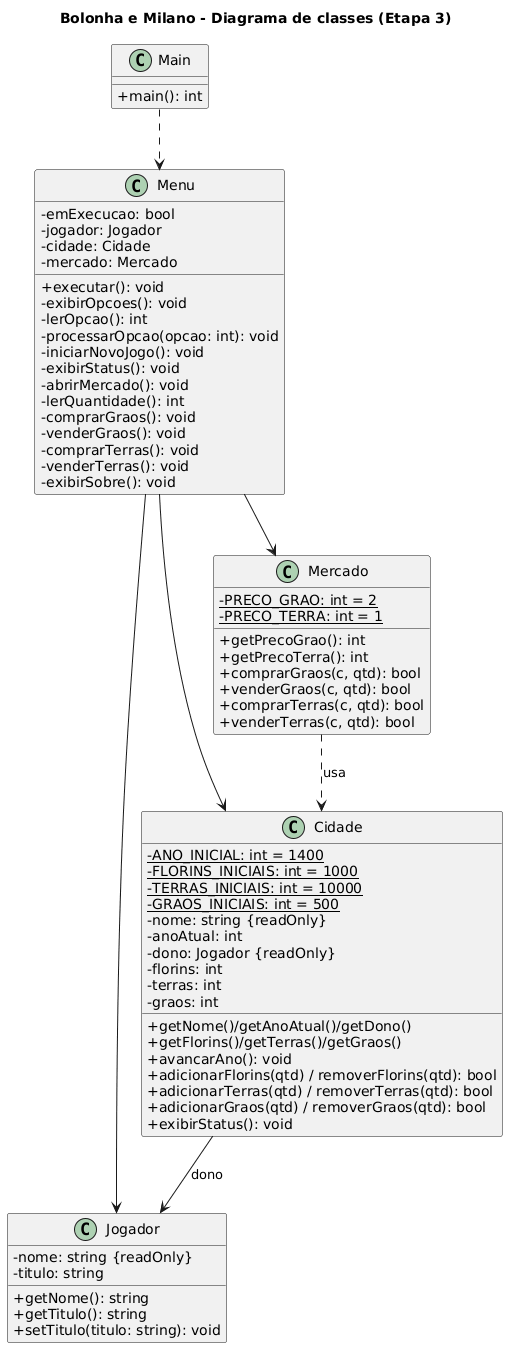 Bolonha e Milano - Diagrama de classes (Etapa 3)
C Main
+main(): int
C Menu
-emExecucao: bool
-jogador: Jogador
-cidade: Cidade
-mercado: Mercado
+executar(): void
-exibirOpcoes(): void
-lerOpcao(): int
-processarOpcao(opcao: int): void
-iniciarNovoJogo(): void
-exibirStatus(): void
-abrirMercado(): void
-lerQuantidade(): int
-comprarGraos(): void
-venderGraos(): void
-comprarTerras(): void
-venderTerras(): void
-exibirSobre(): void
C Mercado
-PRECO_GRAO: int = 2
-PRECO_TERRA: int = 1
+getPrecoGrao(): int
+getPrecoTerra(): int
+comprarGraos(c, qtd): bool
+venderGraos(c, qtd): bool
+comprarTerras(c, qtd): bool
+venderTerras(c, qtd): bool
usa
C Cidade
-ANO_INICIAL: int = 1400
-FLORINS_INICIAIS: int = 1000
-TERRAS_INICIAIS: int = 10000
-GRAOS_INICIAIS: int = 500
-nome: string {readOnly}
-anoAtual: int
-dono: Jogador {readOnly}
-florins: int
-terras: int
-graos: int
+getNome()/getAnoAtual()/getDono()
+getFlorins()/getTerras()/getGraos()
+avancarAno(): void
+adicionarFlorins(qtd) / removerFlorins(qtd): bool
+adicionarTerras(qtd) / removerTerras(qtd): bool
+adicionarGraos(qtd) / removerGraos(qtd): bool
+exibirStatus(): void
dono
C Jogador
-nome: string {readOnly}
-titulo: string
+getNome(): string
+getTitulo(): string
+setTitulo(titulo: string): void